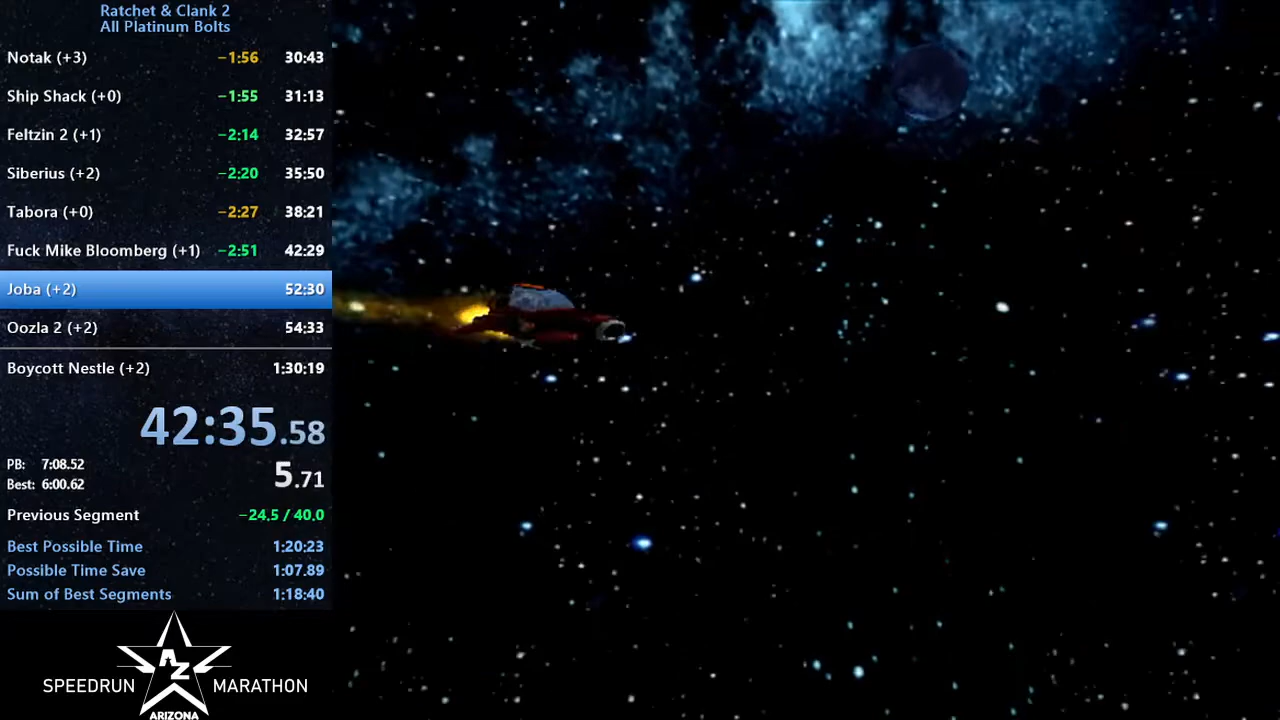 Ratchet & Clank 2
All Platinum Bolts
Notak (+3) −1:56 30:43
Ship Shack (+0) −1:55 31:13
Feltzin 2 (+1) −2:14 32:57
Siberius (+2) −2:20 35:50
Tabora (+0) −2:27 38:21
Fuck Mike Bloomberg (+1) −2:51 42:29
Joba (+2) 52:30
Oozla 2 (+2) 54:33
Boycott Nestle (+2) 1:30:19
42:35.58
PB: 7:08.52
Best: 6:00.62
5.71
Previous Segment −24.5 / 40.0
Best Possible Time 1:20:23
Possible Time Save 1:07.89
Sum of Best Segments 1:18:40
AZ
SPEEDRUN MARATHON
ARIZONA